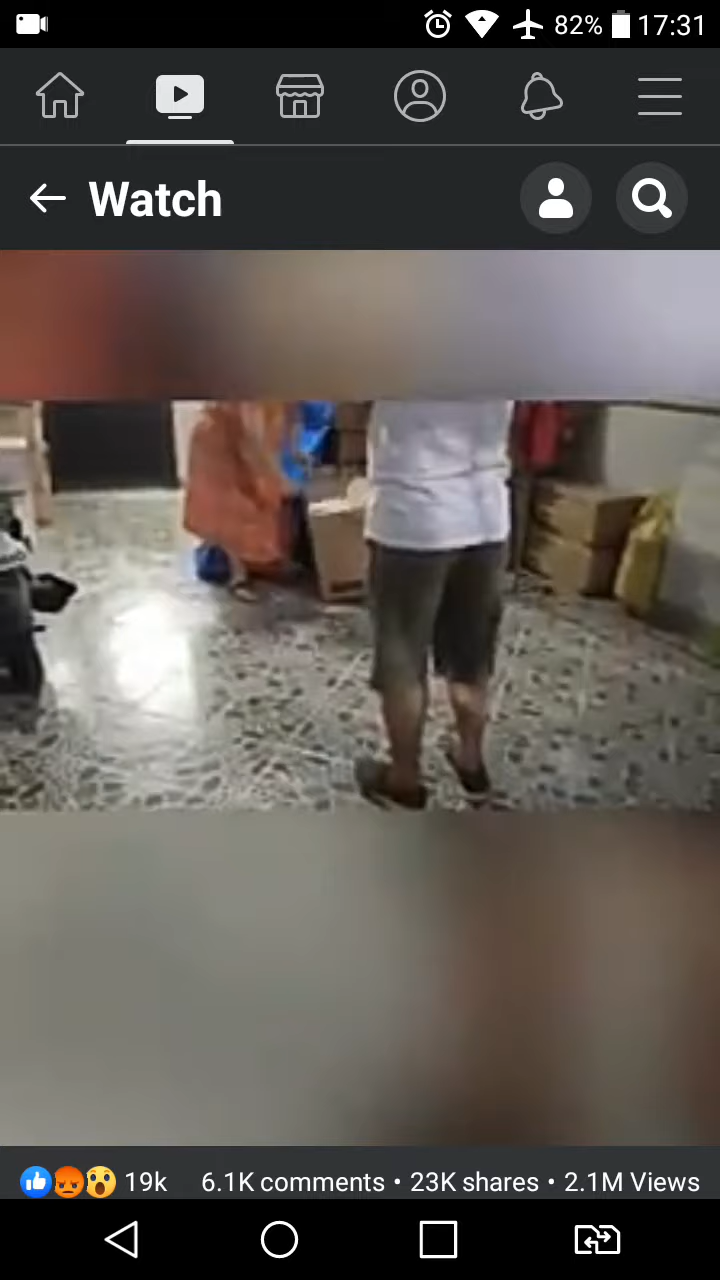 82% 17:31
Watch
19k 6.1K comments • 23K shares • 2.1M Views